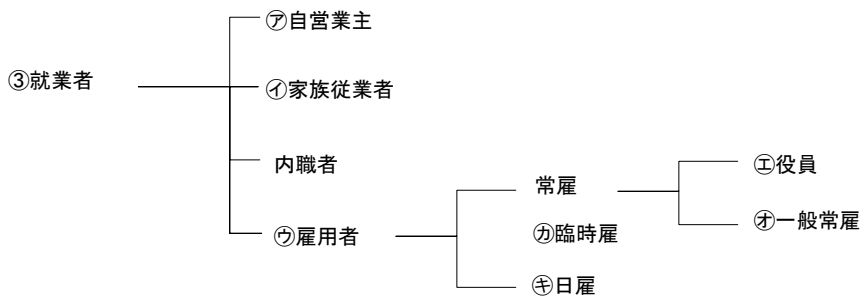 ㋐自営業主
③就業者
㋑家族従業者
内職者
㋒雇用者
常雇
㋓役員
㋔一般常雇
㋕臨時雇
㋖日雇